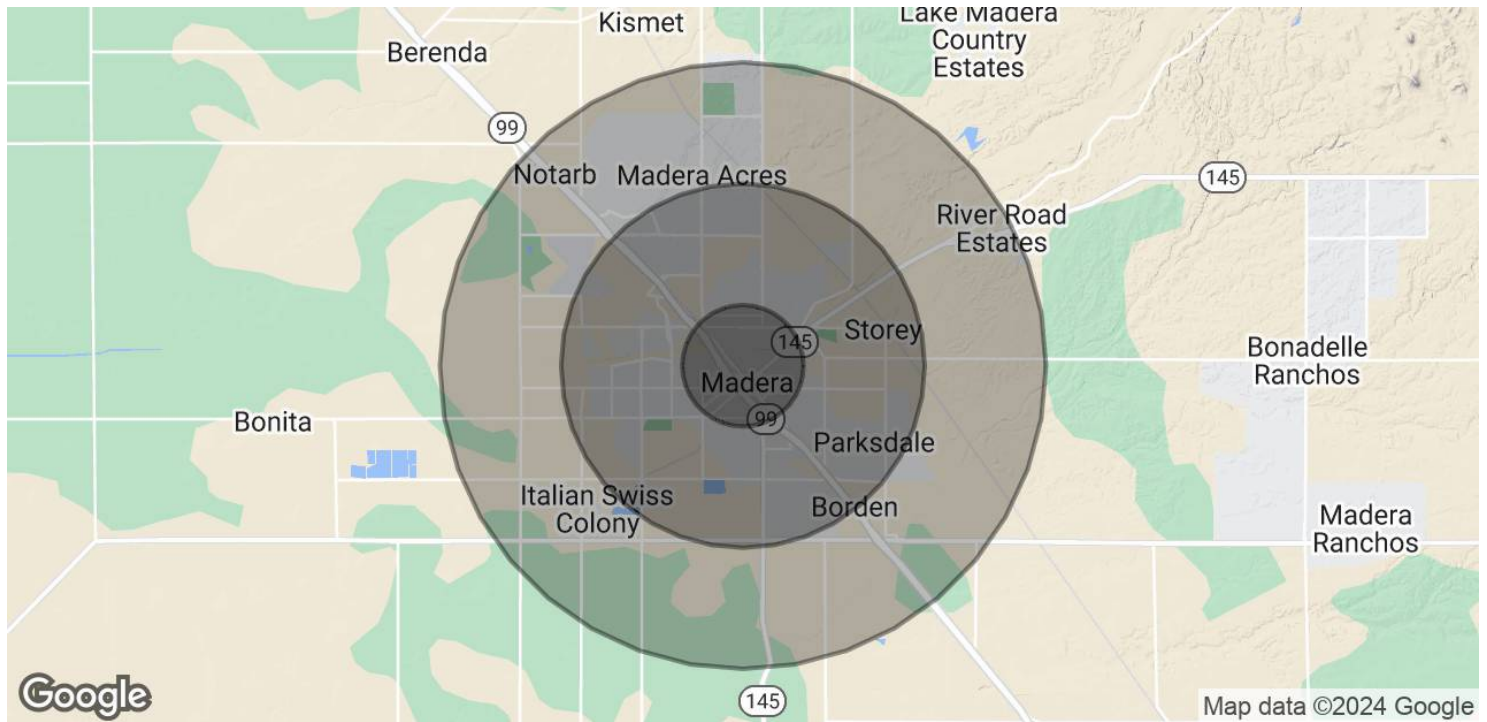 Kismet
Lake Madera
Country
Estates
Berenda
99
Notarb
Madera Acres
145
River Road
Estates
145
Storey
Bonadelle
Ranchos
Madera
99
Bonita
Parksdale
Italian Swiss
Colony
Borden
Madera
Ranchos
145
Google
Map data ©2024 Google